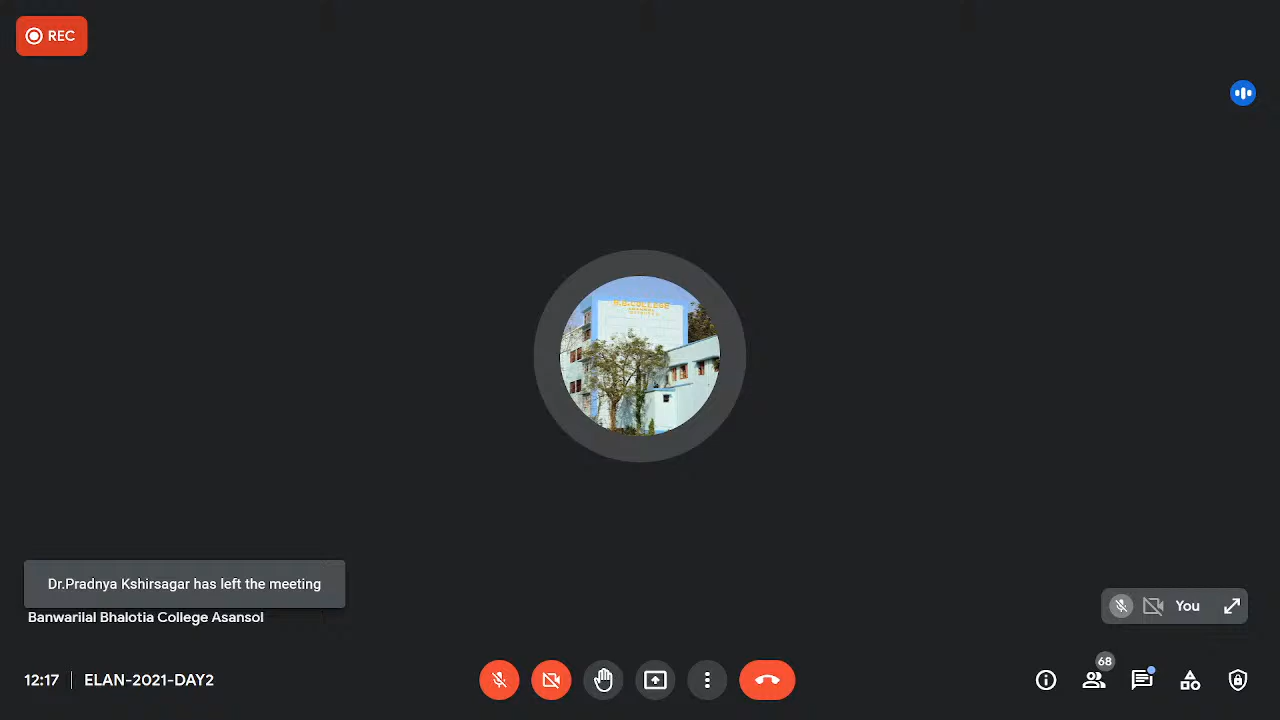 REC
B.B.COLLEGE
Dr.Pradnya Kshirsagar has left the meeting
Banwarilal Bhalotia College Asansol
You
12:17 | ELAN-2021-DAY2
68